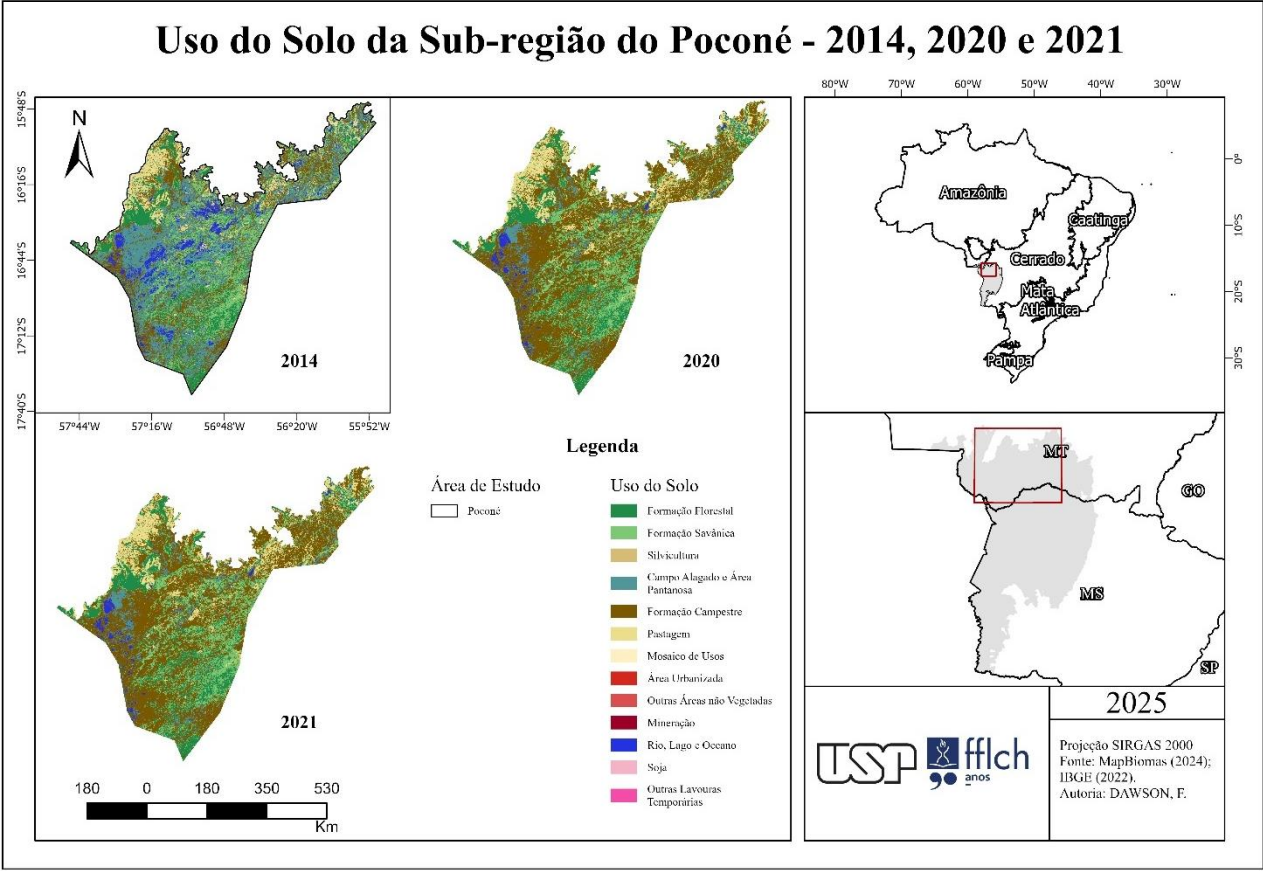 Uso do Solo da Sub-região do Poconé - 2014, 2020 e 2021
N
15°48'S
16°16'S
16°44'S
17°12'S
17°40'S
57°44'W
57°16'W
56°48'W
56°20'W
55°52'W
2014
2020
2021
Legenda
Área de Estudo
Poconé
Uso do Solo
Formação Florestal
Formação Savânica
Silvicultura
Campo Alagado e Área
Pantanosa
Formação Campestre
Pastagem
Mosaico de Usos
Área Urbanizada
Outras Áreas não Vegetadas
Mineração
Rio, Lago e Oceano
Soja
Outras Lavouras
Temporárias
180 0 180 350 530
Km
80°W
70°W
60°W
50°W
40°W
30°W
0°
10°S
20°S
30°S
Amazônia
Caatinga
Cerrado
Mata
Atlântica
Pampa
MT
GO
MS
SP
USP
fflch
90 anos
2025
Projeção SIRGAS 2000
Fonte: MapBiomas (2024);
IBGE (2022).
Autoria: DAWSON, F.